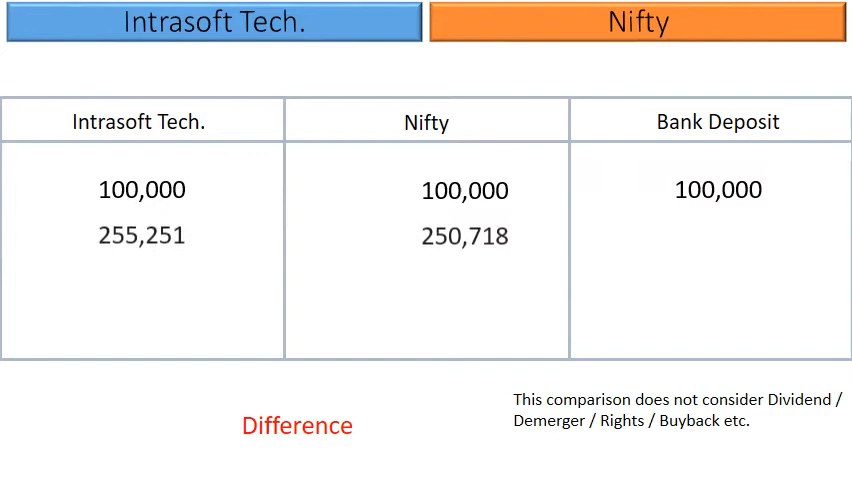 Intrasoft Tech.
Nifty
Intrasoft Tech.
Nifty
Bank Deposit
100,000
100,000
100,000
255,251
250,718
This comparison does not consider Dividend /
Demerger / Rights / Buyback etc.
Difference